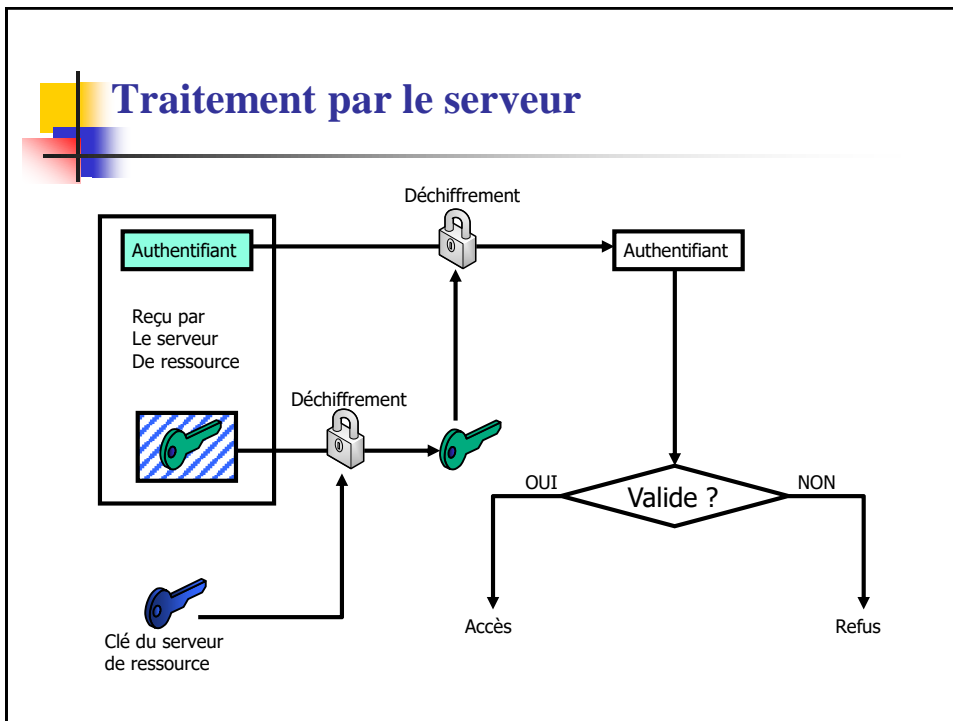 Traitement par le serveur
Déchiffrement
Authentifiant
Authentifiant
Reçu par
Le serveur
De ressource
Déchiffrement
OUI
Valide ?
NON
Clé du serveur
de ressource
Accès
Refus